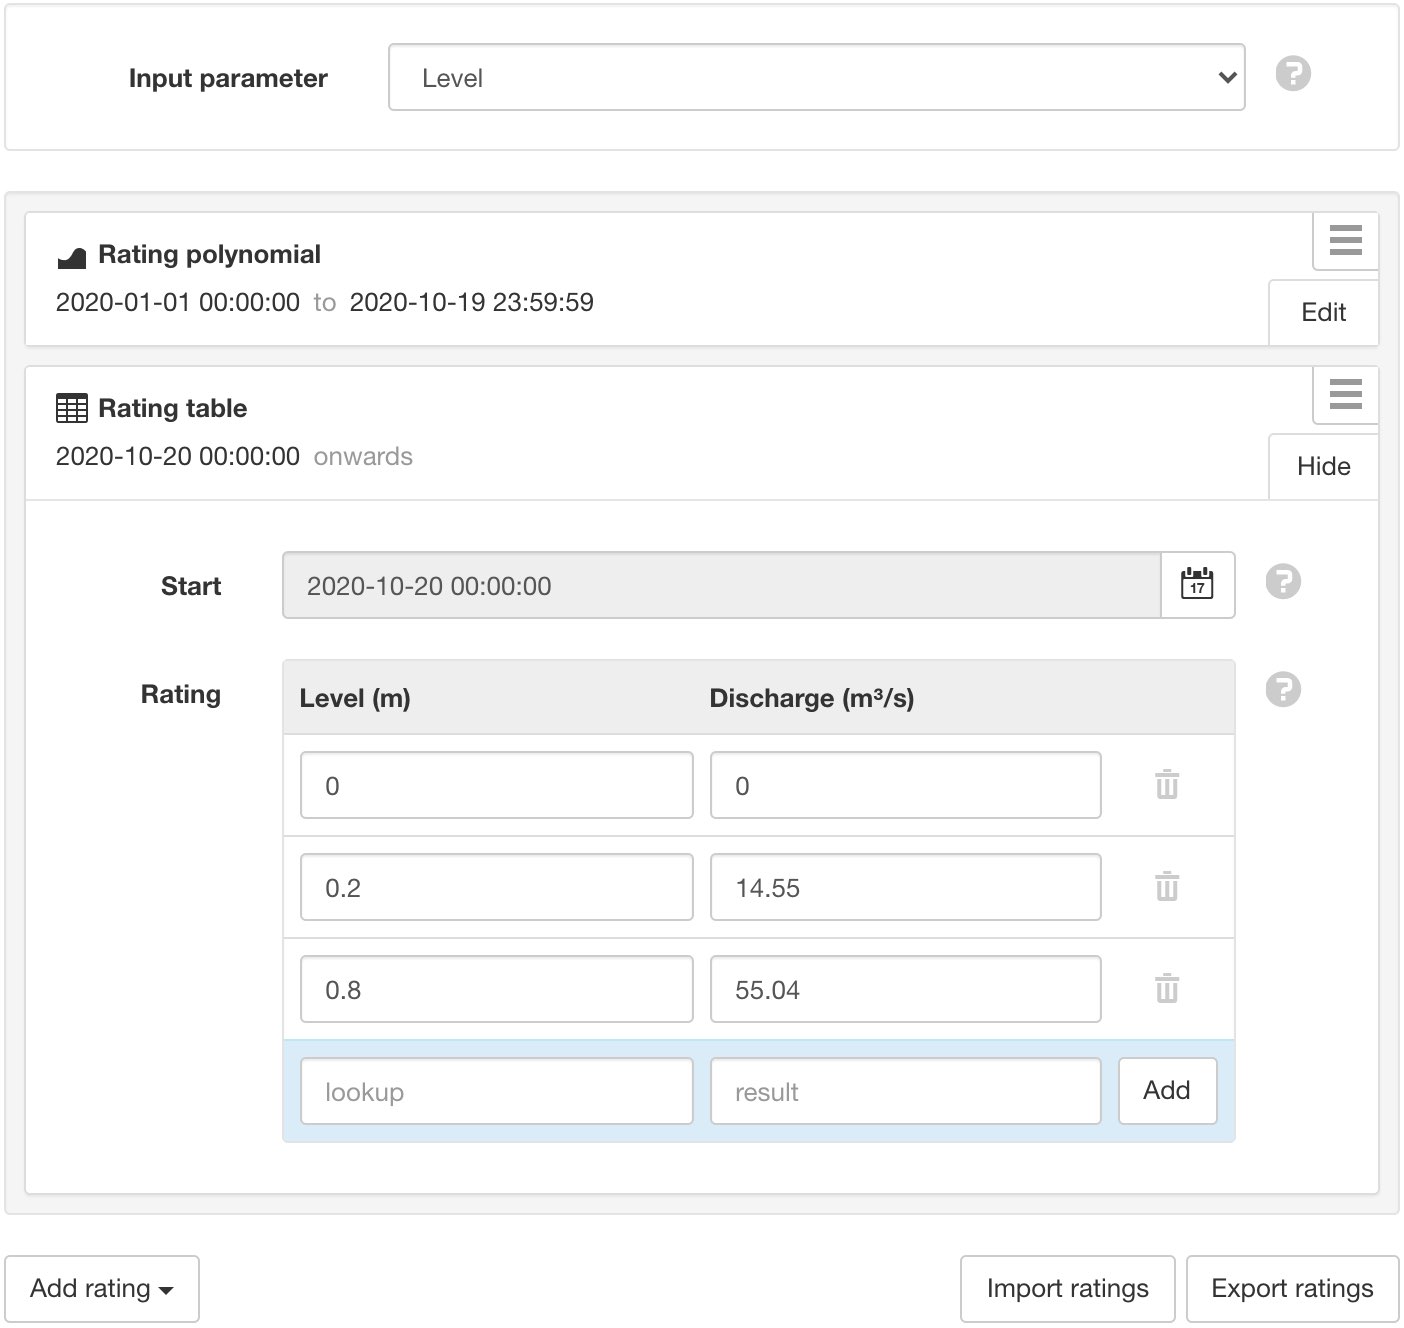 Input parameter Level ?
Rating polynomial
2020-01-01 00:00:00 to 2020-10-19 23:59:59
Edit
Rating table
2020-10-20 00:00:00 onwards
Hide
Start 2020-10-20 00:00:00 17 ?
Rating Level (m) Discharge (m³/s) ?
0 0
0.2 14.55
0.8 55.04
lookup result Add
Add rating Import ratings Export ratings